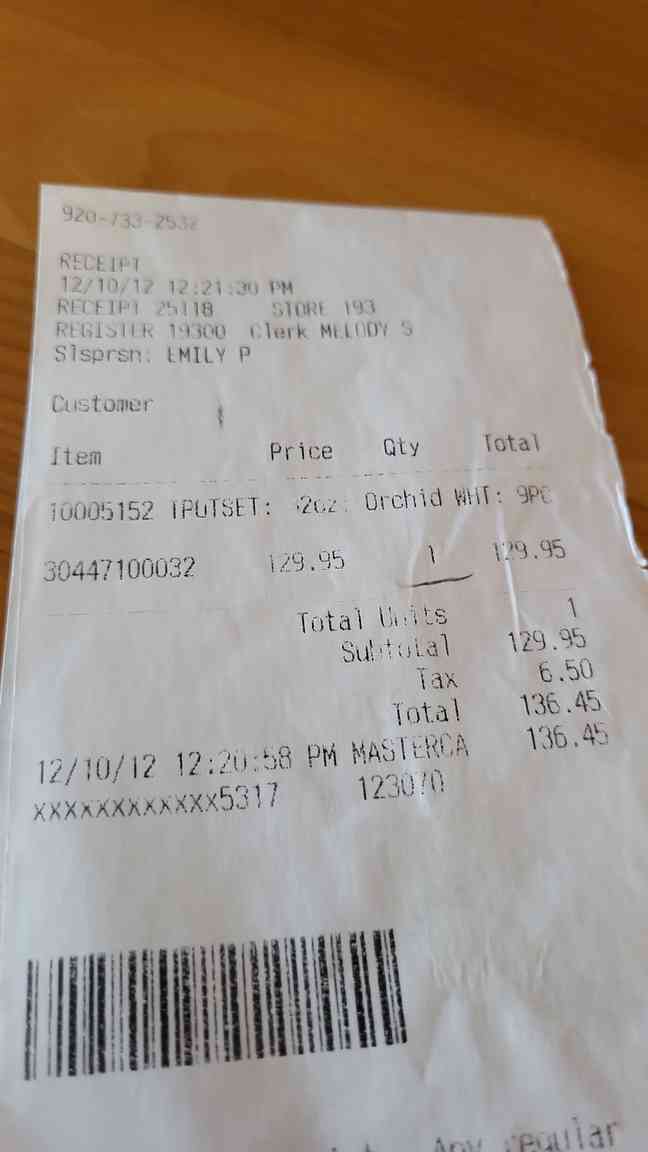 920-733-2532
RECEIPT
12/10/12 12:21:30 PM
RECEIPT 25118 STORE 193
REGISTER 19300 Clerk MELODY S
Slsprsn: EMILY P
Customer
Item Price Qty Total
10005152 Orchid WHT: 9PC
30447100032 129.95 1 129.95
Total Units 1
Subtotal 129.95
Tax 6.50
Total 136.45
12/10/12 12:20:58 PM MASTERCA 136.45
xxxxxxxxxxxx5317 123070
Any regular